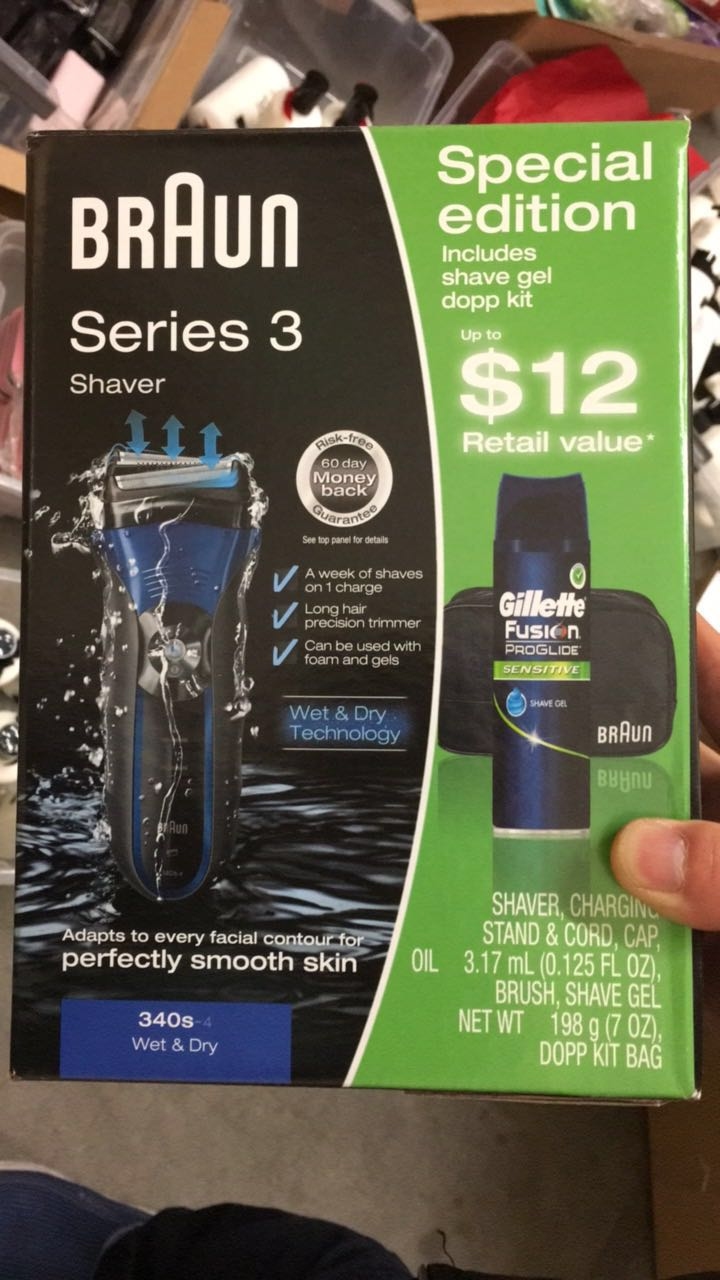 BRAUN
Series 3
Shaver
Risk-free
60 day
Money
back
Guarantee
See top panel for details
A week of shaves
on 1 charge
Long hair
precision trimmer
Can be used with
foam and gels
Wet & Dry
Technology
BRAUN
Adapts to every facial contour for
perfectly smooth skin
340s-4
Wet & Dry
Special
edition
Includes
shave gel
dopp kit
Up to
$12
Retail value*
Gillette
Fusion
PROGLIDE
SENSITIVE
SHAVE GEL
BRAUN
SHAVER, CHARGING
STAND & CORD, CAP,
OIL 3.17 mL (0.125 FL OZ),
BRUSH, SHAVE GEL
NET WT 198 g (7 OZ),
DOPP KIT BAG